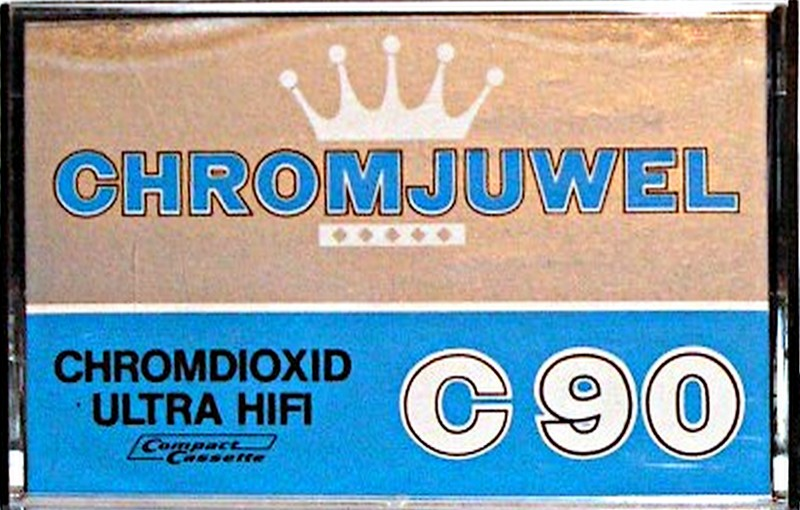 CHROMJUWEL
CHROMDIOXID
ULTRA HIFI
C 90
Compact
Cassette